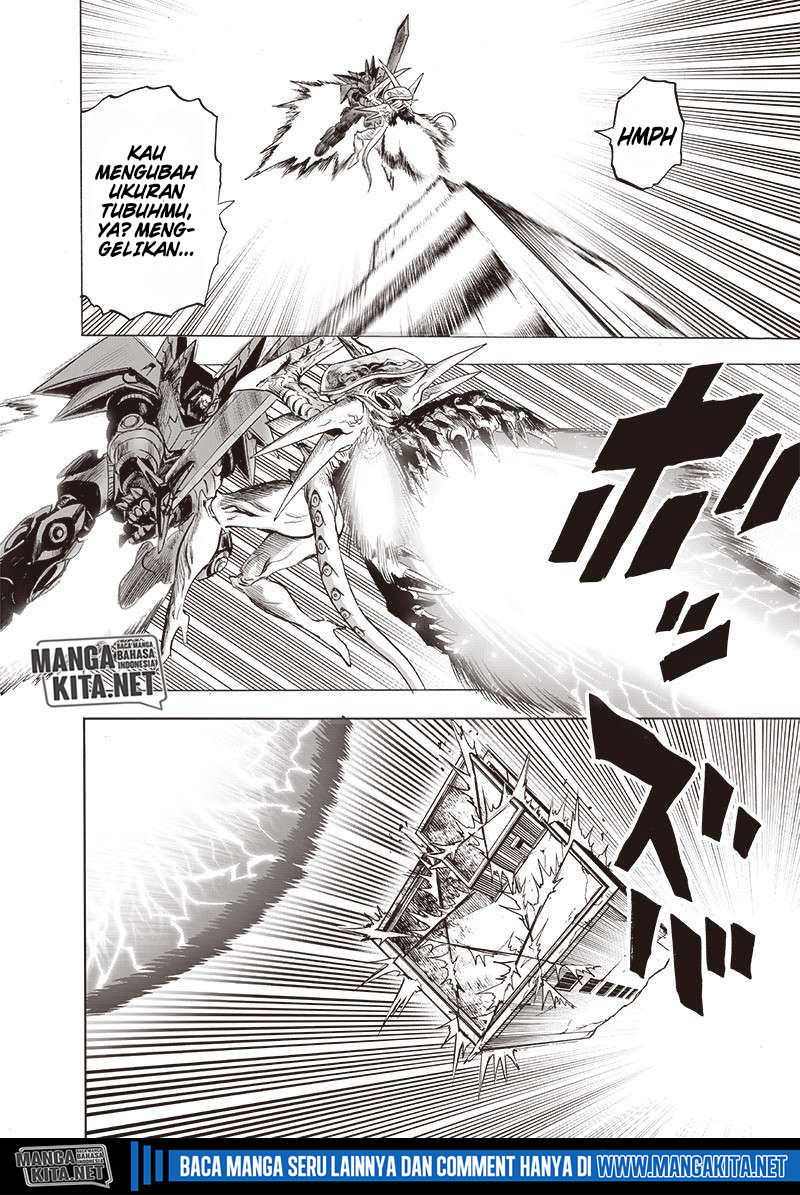 HMPH
KAU
MENGUBAH
UKURAN
TUBUHMU,
YA? MENG-
GELIKAN...
ボッ
MANGA
KITA.NET
BACA MANGA
BAHASA
INDONESIA
ズズ
MANGA
KITA.NET
BACA MANGA SERU LAINNYA DAN COMMENT HANYA DI WWW.MANGAKITA.NET